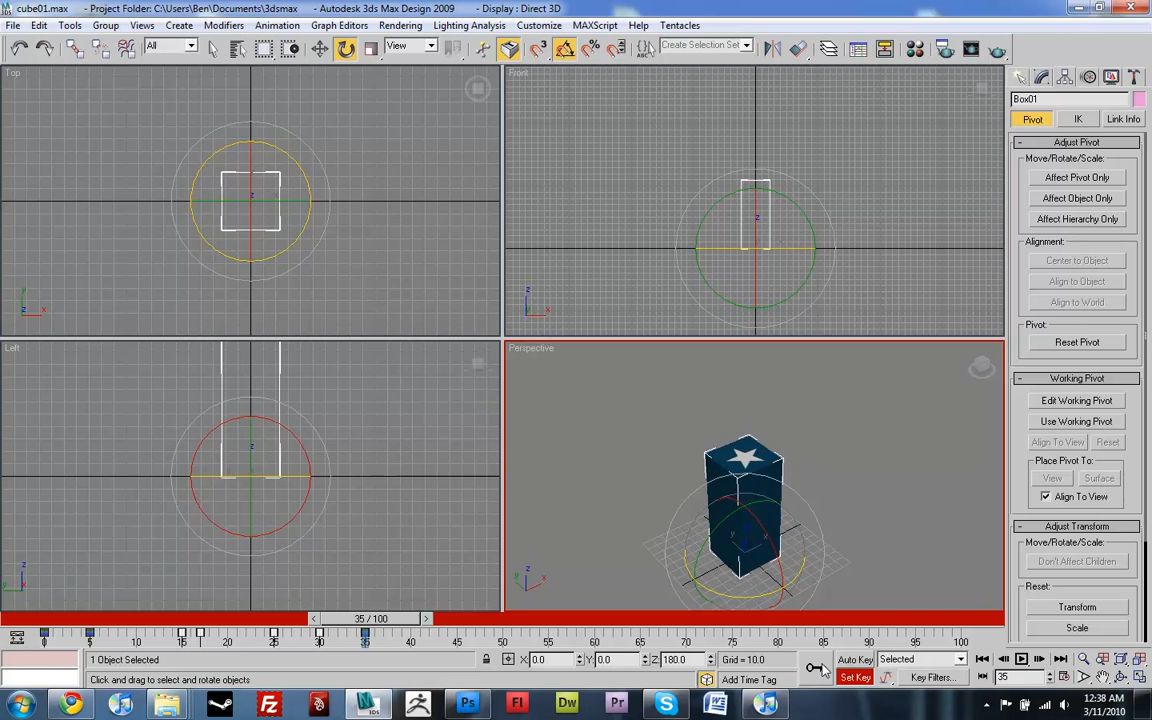 cube01.max - Project Folder: C:\Users\Ben\Documents\3dsmax - Autodesk 3ds Max Design 2009 - Display : Direct 3D
File Edit Tools Group Views Create Modifiers Animation Graph Editors Rendering Lighting Analysis Customize MAXScript Help Tentacles
All View Create Selection Set
Top Front
Left Perspective
Box01
Pivot IK Link Info
Adjust Pivot
Move/Rotate/Scale:
Affect Pivot Only
Affect Object Only
Affect Hierarchy Only
Alignment:
Center to Object
Align to Object
Align to World
Pivot:
Reset Pivot
Working Pivot
Edit Working Pivot
Use Working Pivot
Align To View Reset
Place Pivot To:
View Surface
Align To View
Adjust Transform
Move/Rotate/Scale:
Don't Affect Children
Reset:
Transform
Scale
35 / 100
0 5 15 20 25 30 35 40 45 50 55 60 65 70 75 80 85 90 95 100
1 Object Selected X: 0.0 Y: 0.0 Z: 180.0 Grid = 10.0 Auto Key Selected
Click and drag to select and rotate objects Add Time Tag Set Key Key Filters... 35
12:38 AM
3/11/2010